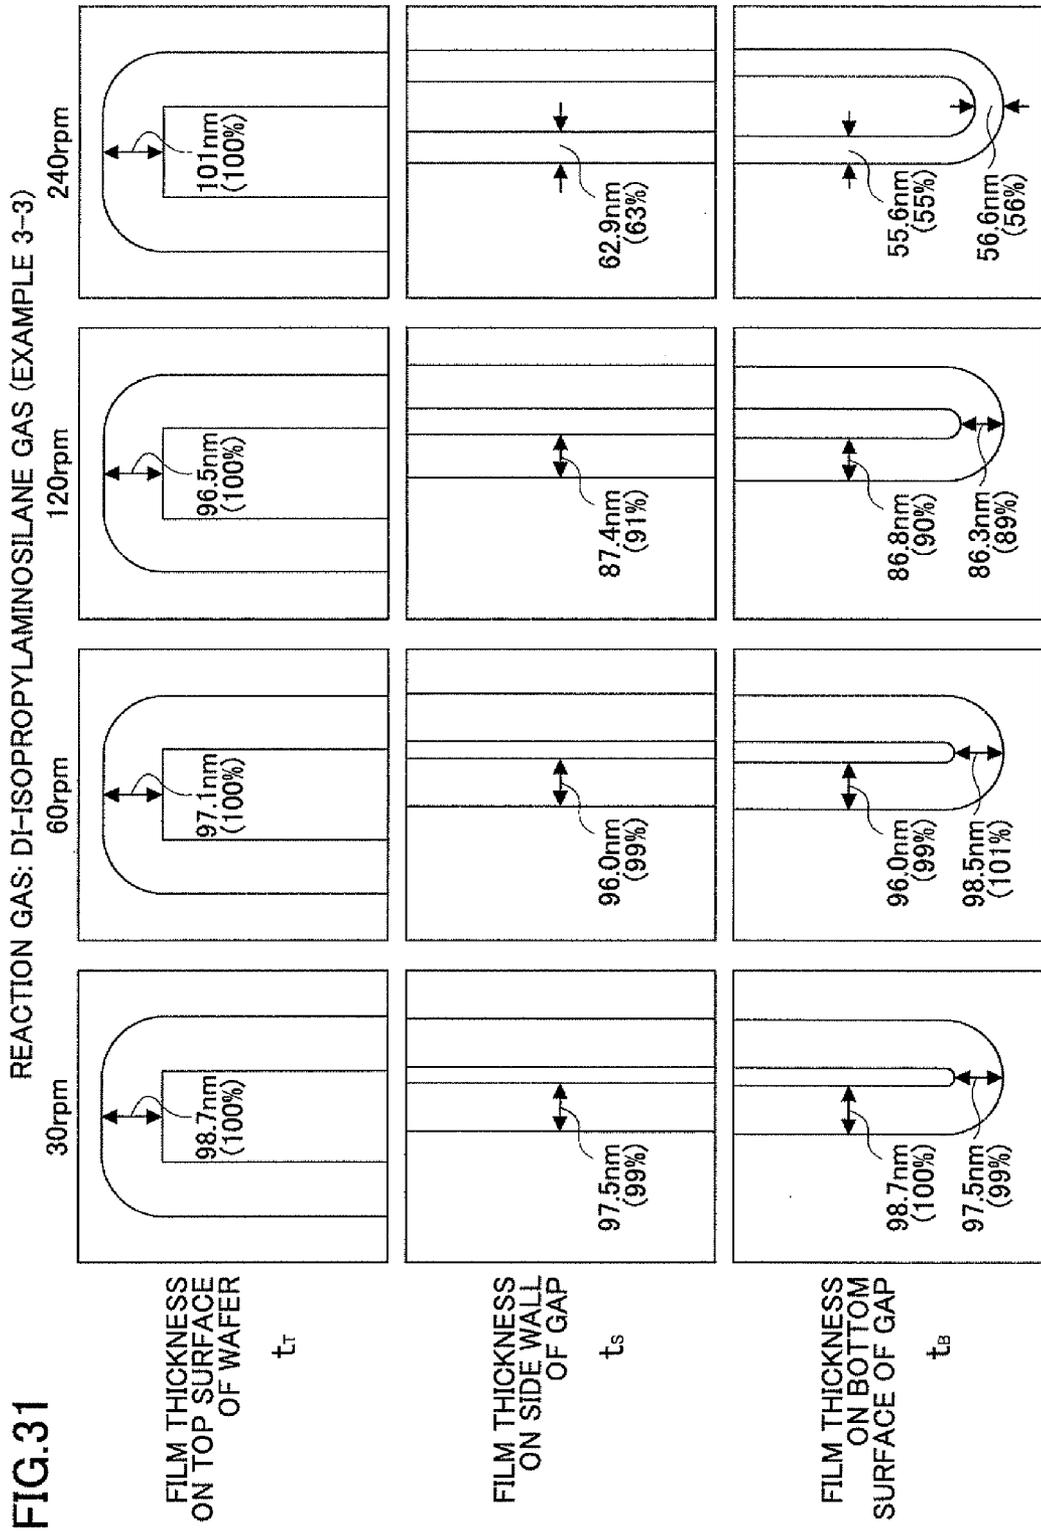 FIG.31
REACTION GAS: DI-ISOPROPYLAMINOSILANE GAS (EXAMPLE 3-3)
30rpm
60rpm
120rpm
240rpm
FILM THICKNESS
ON TOP SURFACE
OF WAFER
tT
98.7nm
(100%)
97.1nm
(100%)
96.5nm
(100%)
101nm
(100%)
FILM THICKNESS
ON SIDE WALL
OF GAP
tS
97.5nm
(99%)
96.0nm
(99%)
87.4nm
(91%)
62.9nm
(63%)
FILM THICKNESS
ON BOTTOM
SURFACE OF GAP
tB
98.7nm
(100%)
97.5nm
(99%)
96.0nm
(99%)
98.5nm
(101%)
86.8nm
(90%)
86.3nm
(89%)
55.6nm
(55%)
56.6nm
(56%)